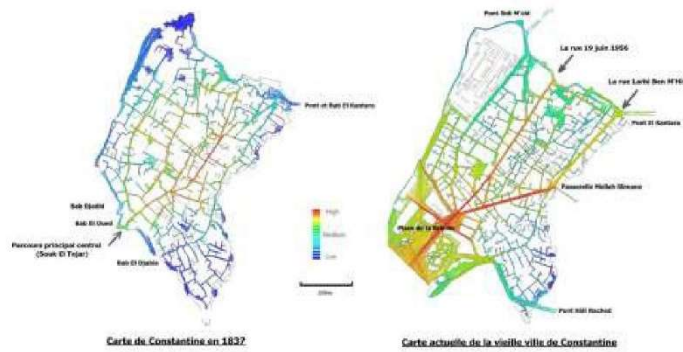 Pont Sidi M'cid
La rue 19 juin 1956
La rue Larbi Ben M'Hi
Pont et Bab El Kantara
Pont El Kantara
Passerelle Mellah Slimane
Bab Djedid
Bab El Oued
Parcours principal central
(Souk El Tejar)
Bab El Djabia
High
Medium
Low
Place de la
Pont Sidi Rached
Carte de Constantine en 1837
Carte actuelle de la vieille ville de Constantine